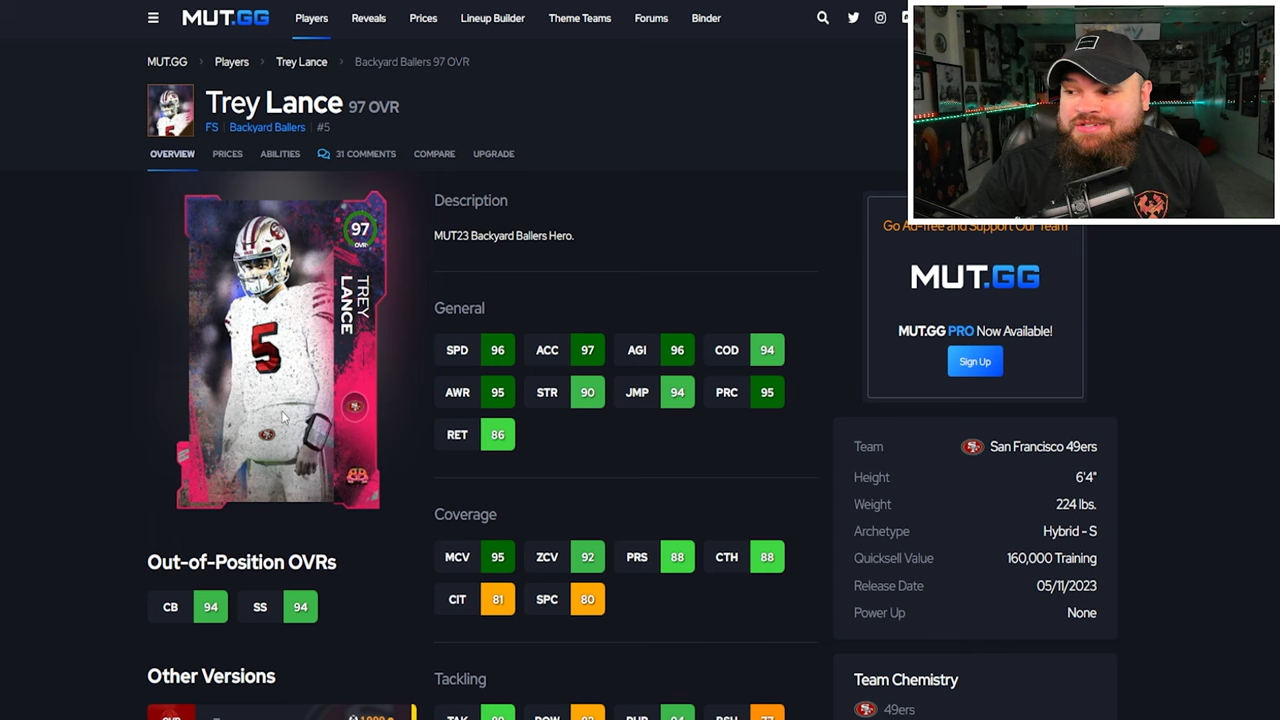 MUT.GG
Players
Reveals
Prices
Lineup Builder
Theme Teams
Forums
Binder
MUT.GG > Players > Trey Lance > Backyard Ballers 97 OVR
Trey Lance 97 OVR
FS | Backyard Ballers | #5
OVERVIEW
PRICES
ABILITIES
31 COMMENTS
COMPARE
UPGRADE
97
OVR
TREY
LANCE
5
Description
MUT23 Backyard Ballers Hero.
General
SPD 96 ACC 97 AGI 96 COD 94
AWR 95 STR 90 JMP 94 PRC 95
RET 86
Coverage
MCV 95 ZCV 92 PRS 88 CTH 88
CIT 81 SPC 80
Tackling
Out-of-Position OVRs
CB 94 SS 94
Other Versions
Go Ad-free and Support Our Team
MUT.GG
MUT.GG PRO Now Available!
Sign Up
Team San Francisco 49ers
Height 6'4"
Weight 224 lbs.
Archetype Hybrid - S
Quicksell Value 160,000 Training
Release Date 05/11/2023
Power Up None
Team Chemistry
49ers